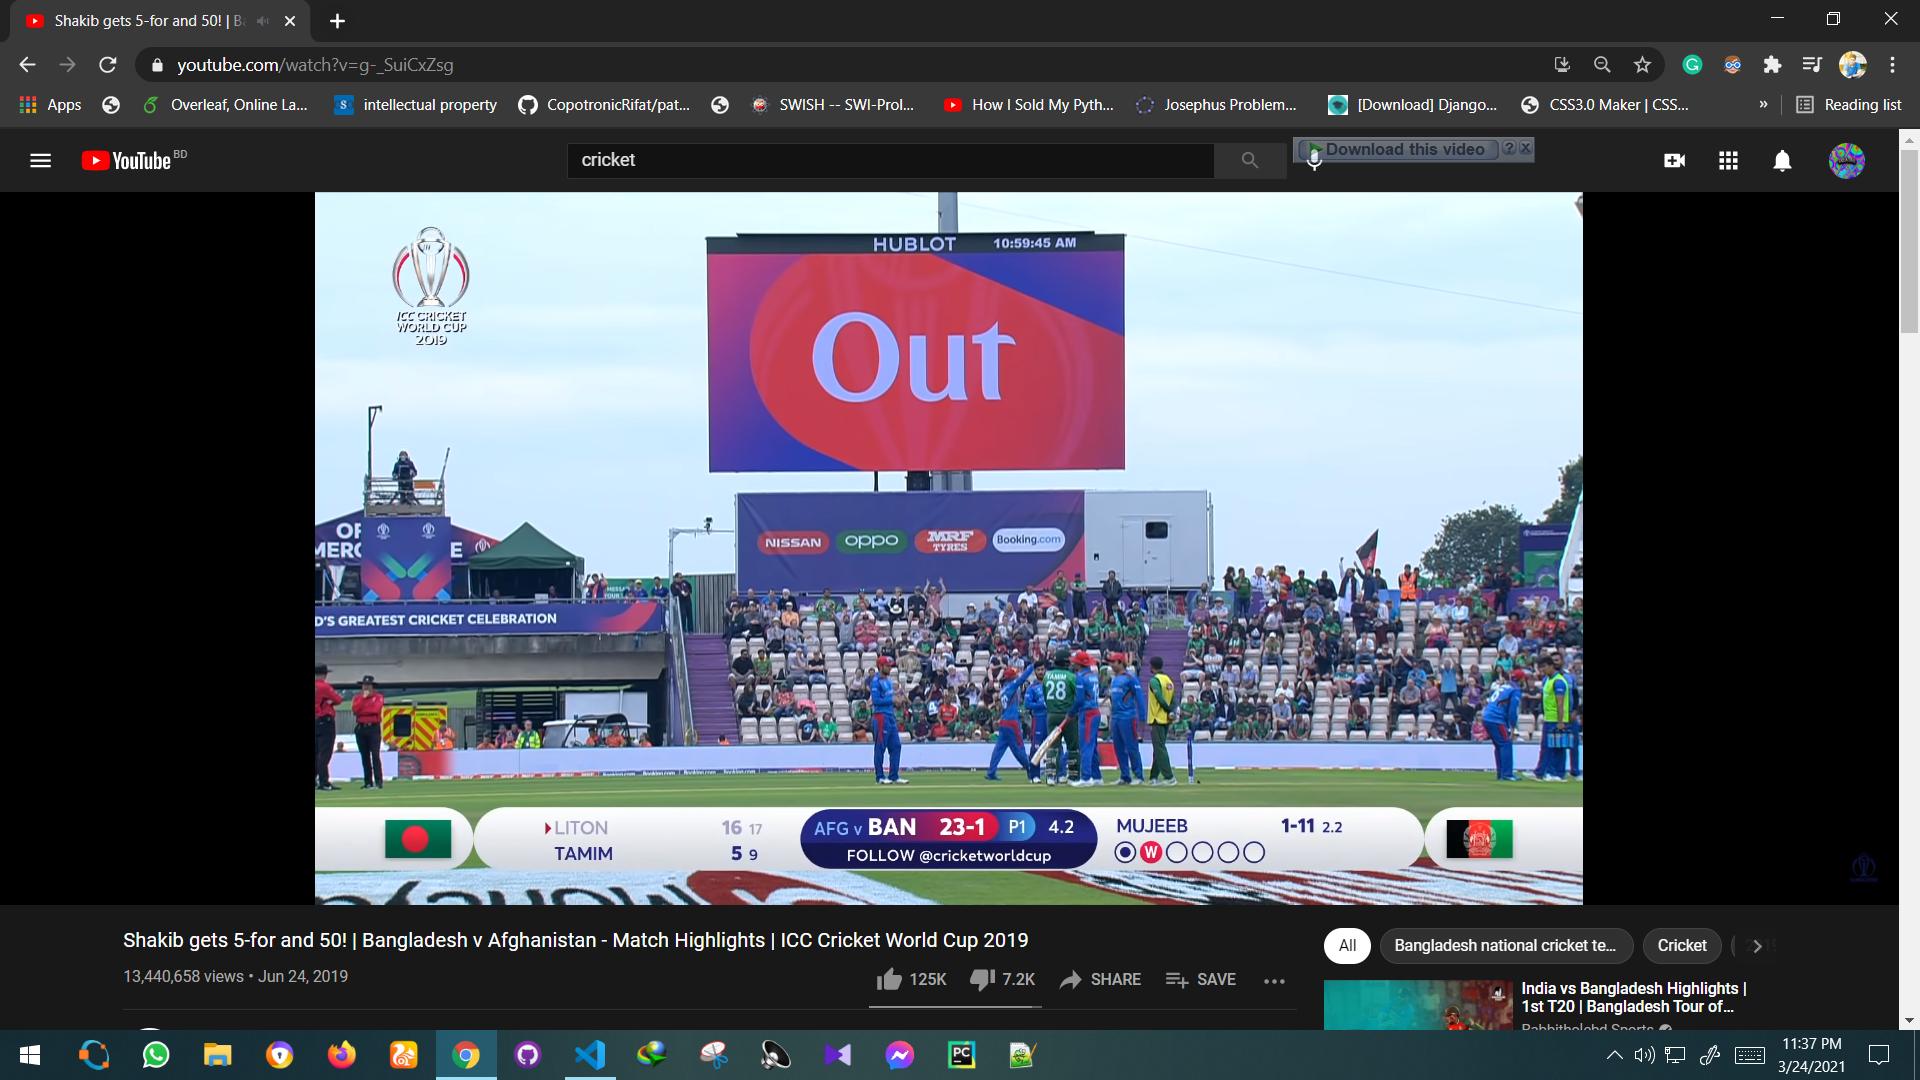 Shakib gets 5-for and 50! | B
youtube.com/watch?v=g-_SuiCxZsg
Apps
Overleaf, Online La...
intellectual property
CopotronicRifat/pat...
SWISH -- SWI-Prol...
How I Sold My Pyth...
Josephus Problem...
[Download] Django...
CSS3.0 Maker | CSS...
»
Reading list
YouTube BD
cricket
Download this video
HUBLOT 10:59:45 AM
ICC CRICKET
WORLD CUP
2019
Out
NISSAN oppo MRF TYRES Booking.com
D'S GREATEST CRICKET CELEBRATION
TAMIM
28
LITON 16 17
TAMIM 5 9
AFG v BAN 23-1 P1 4.2
FOLLOW @cricketworldcup
MUJEEB 1-11 2.2
W
Shakib gets 5-for and 50! | Bangladesh v Afghanistan - Match Highlights | ICC Cricket World Cup 2019
13,440,658 views • Jun 24, 2019
125K 7.2K SHARE SAVE
All
Bangladesh national cricket te...
Cricket
India vs Bangladesh Highlights |
1st T20 | Bangladesh Tour of...
Rabbitholebd Sports
PC
11:37 PM
3/24/2021